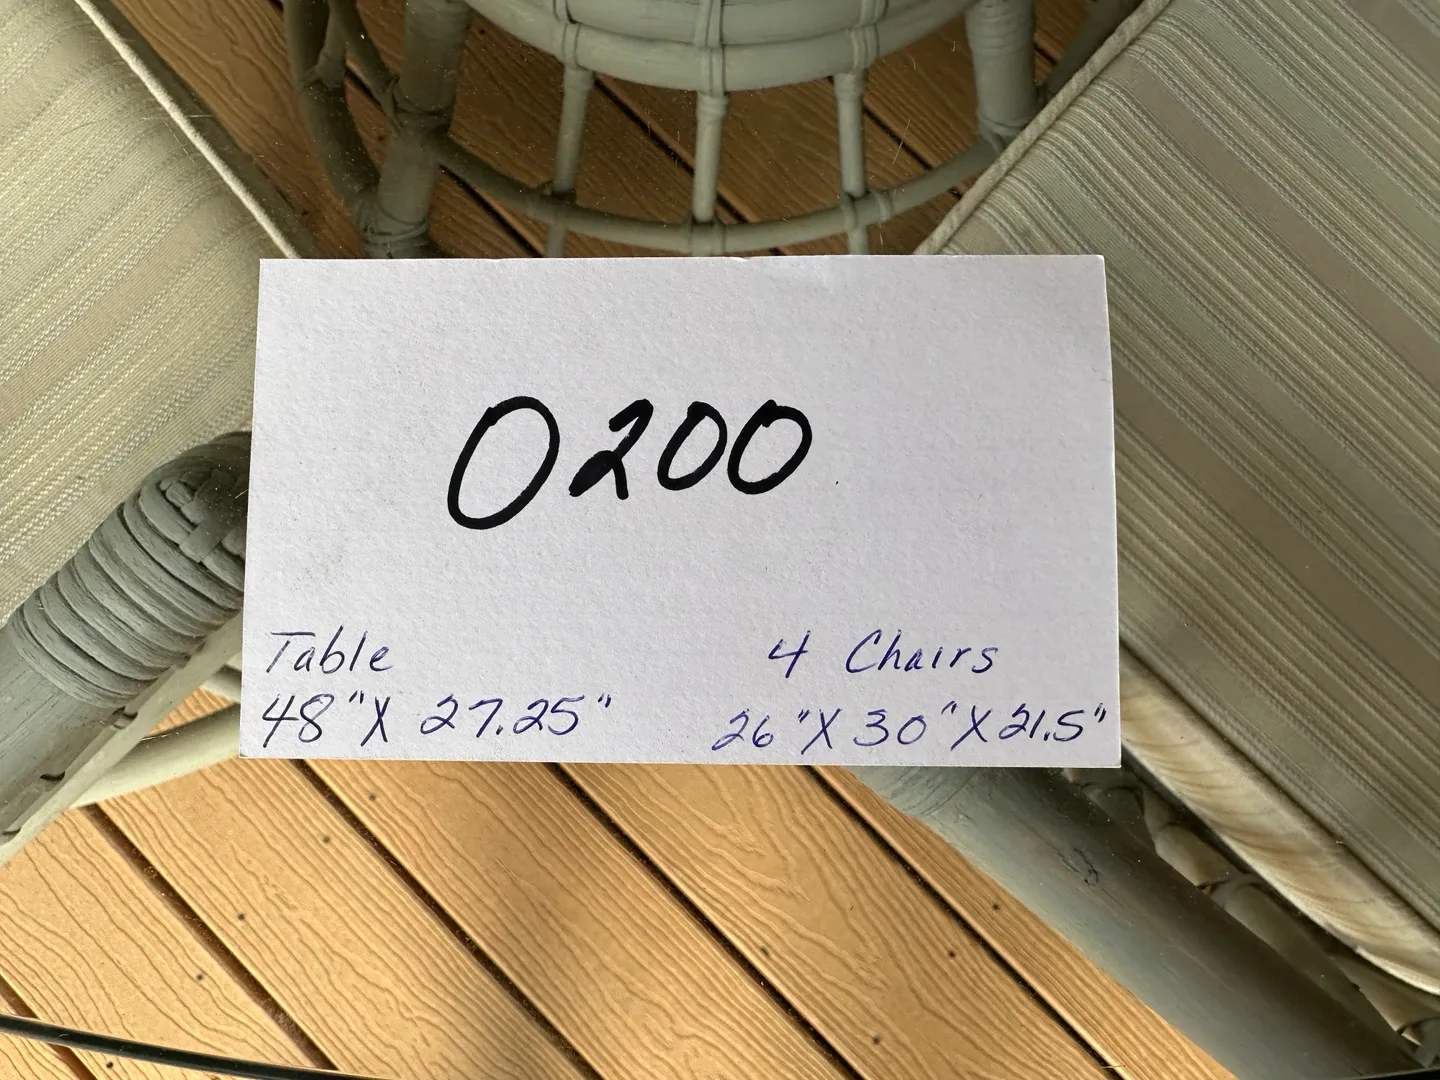 0200
Table
48" X 27.25"
4 Chairs
26" X 30" X 21.5"